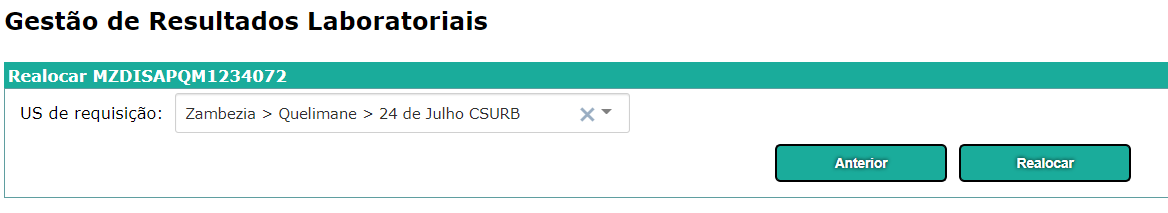 Gestão de Resultados Laboratoriais
Realocar MZDISAPQM1234072
US de requisição: Zambezia > Quelimane > 24 de Julho CSURB
Anterior Realocar